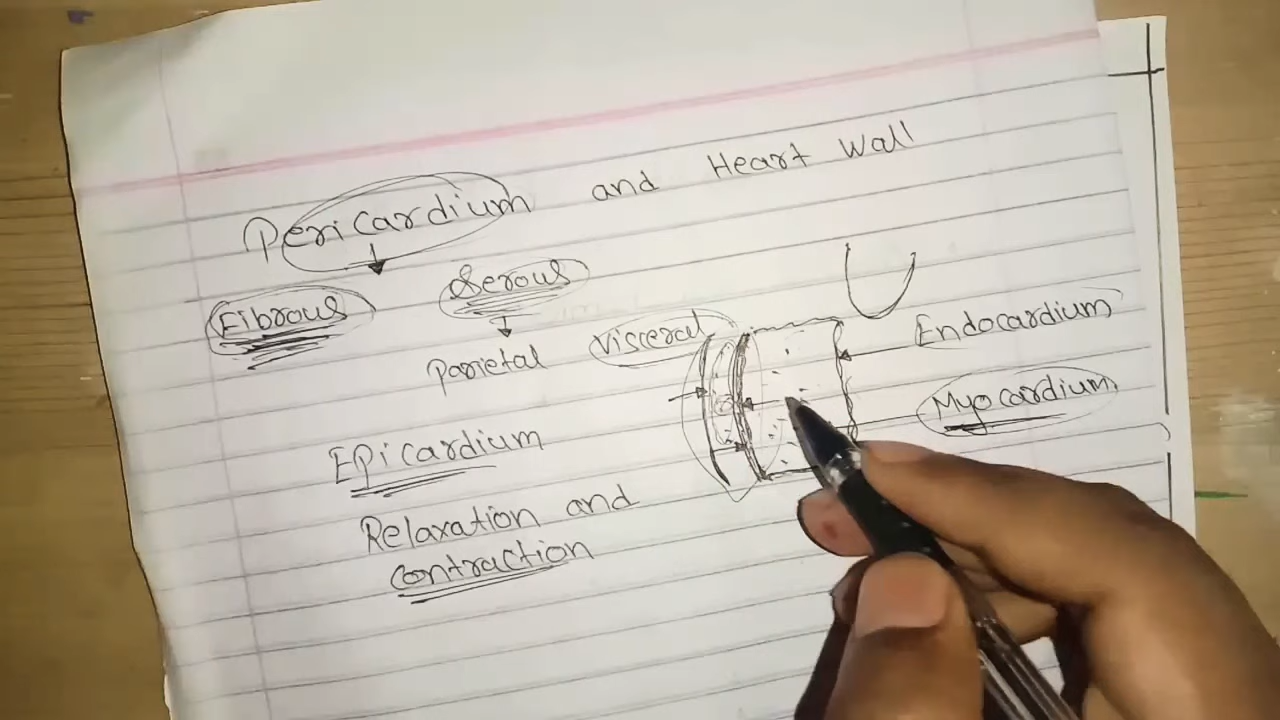 Pericardium and Heart Wall
Fibrous Serous
Parietal Visceral
Endocardium
Myocardium
Epicardium
Relaxation and
contraction